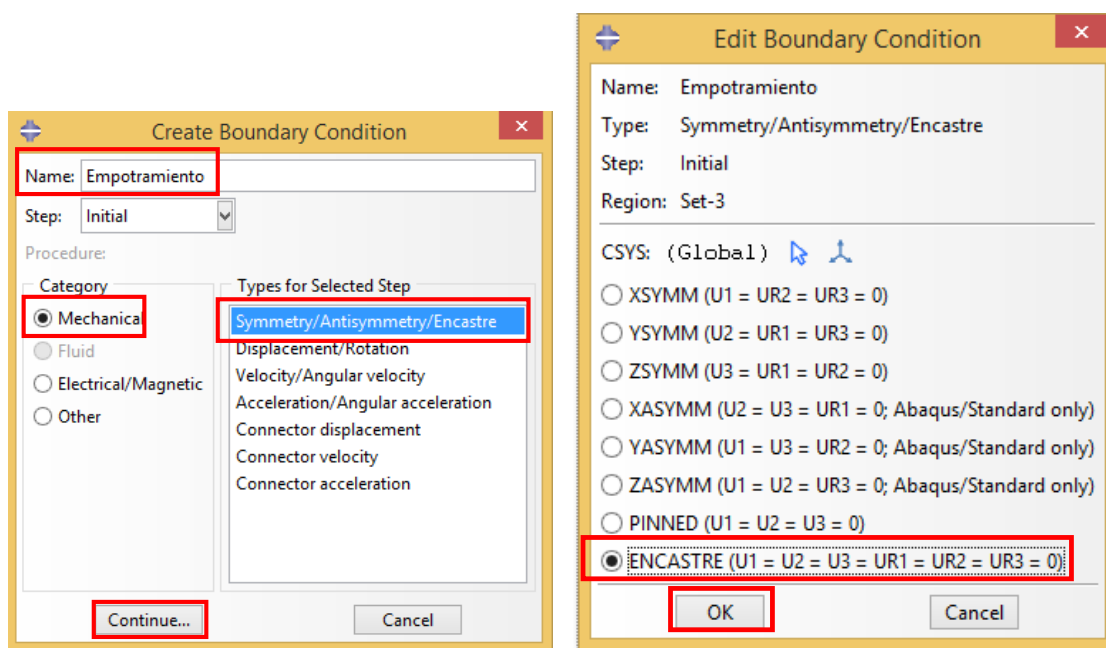 Create Boundary Condition
Name: Empotramiento
Step: Initial
Procedure:
Category
Mechanical
Fluid
Electrical/Magnetic
Other
Types for Selected Step
Symmetry/Antisymmetry/Encastre
Displacement/Rotation
Velocity/Angular velocity
Acceleration/Angular acceleration
Connector displacement
Connector velocity
Connector acceleration
Continue... Cancel
Edit Boundary Condition
Name: Empotramiento
Type: Symmetry/Antisymmetry/Encastre
Step: Initial
Region: Set-3
CSYS: (Global)
XSYMM (U1 = UR2 = UR3 = 0)
YSYMM (U2 = UR1 = UR3 = 0)
ZSYMM (U3 = UR1 = UR2 = 0)
XASYMM (U2 = U3 = UR1 = 0; Abaqus/Standard only)
YASYMM (U1 = U3 = UR2 = 0; Abaqus/Standard only)
ZASYMM (U1 = U2 = UR3 = 0; Abaqus/Standard only)
PINNED (U1 = U2 = U3 = 0)
ENCASTRE (U1 = U2 = U3 = UR1 = UR2 = UR3 = 0)
OK Cancel